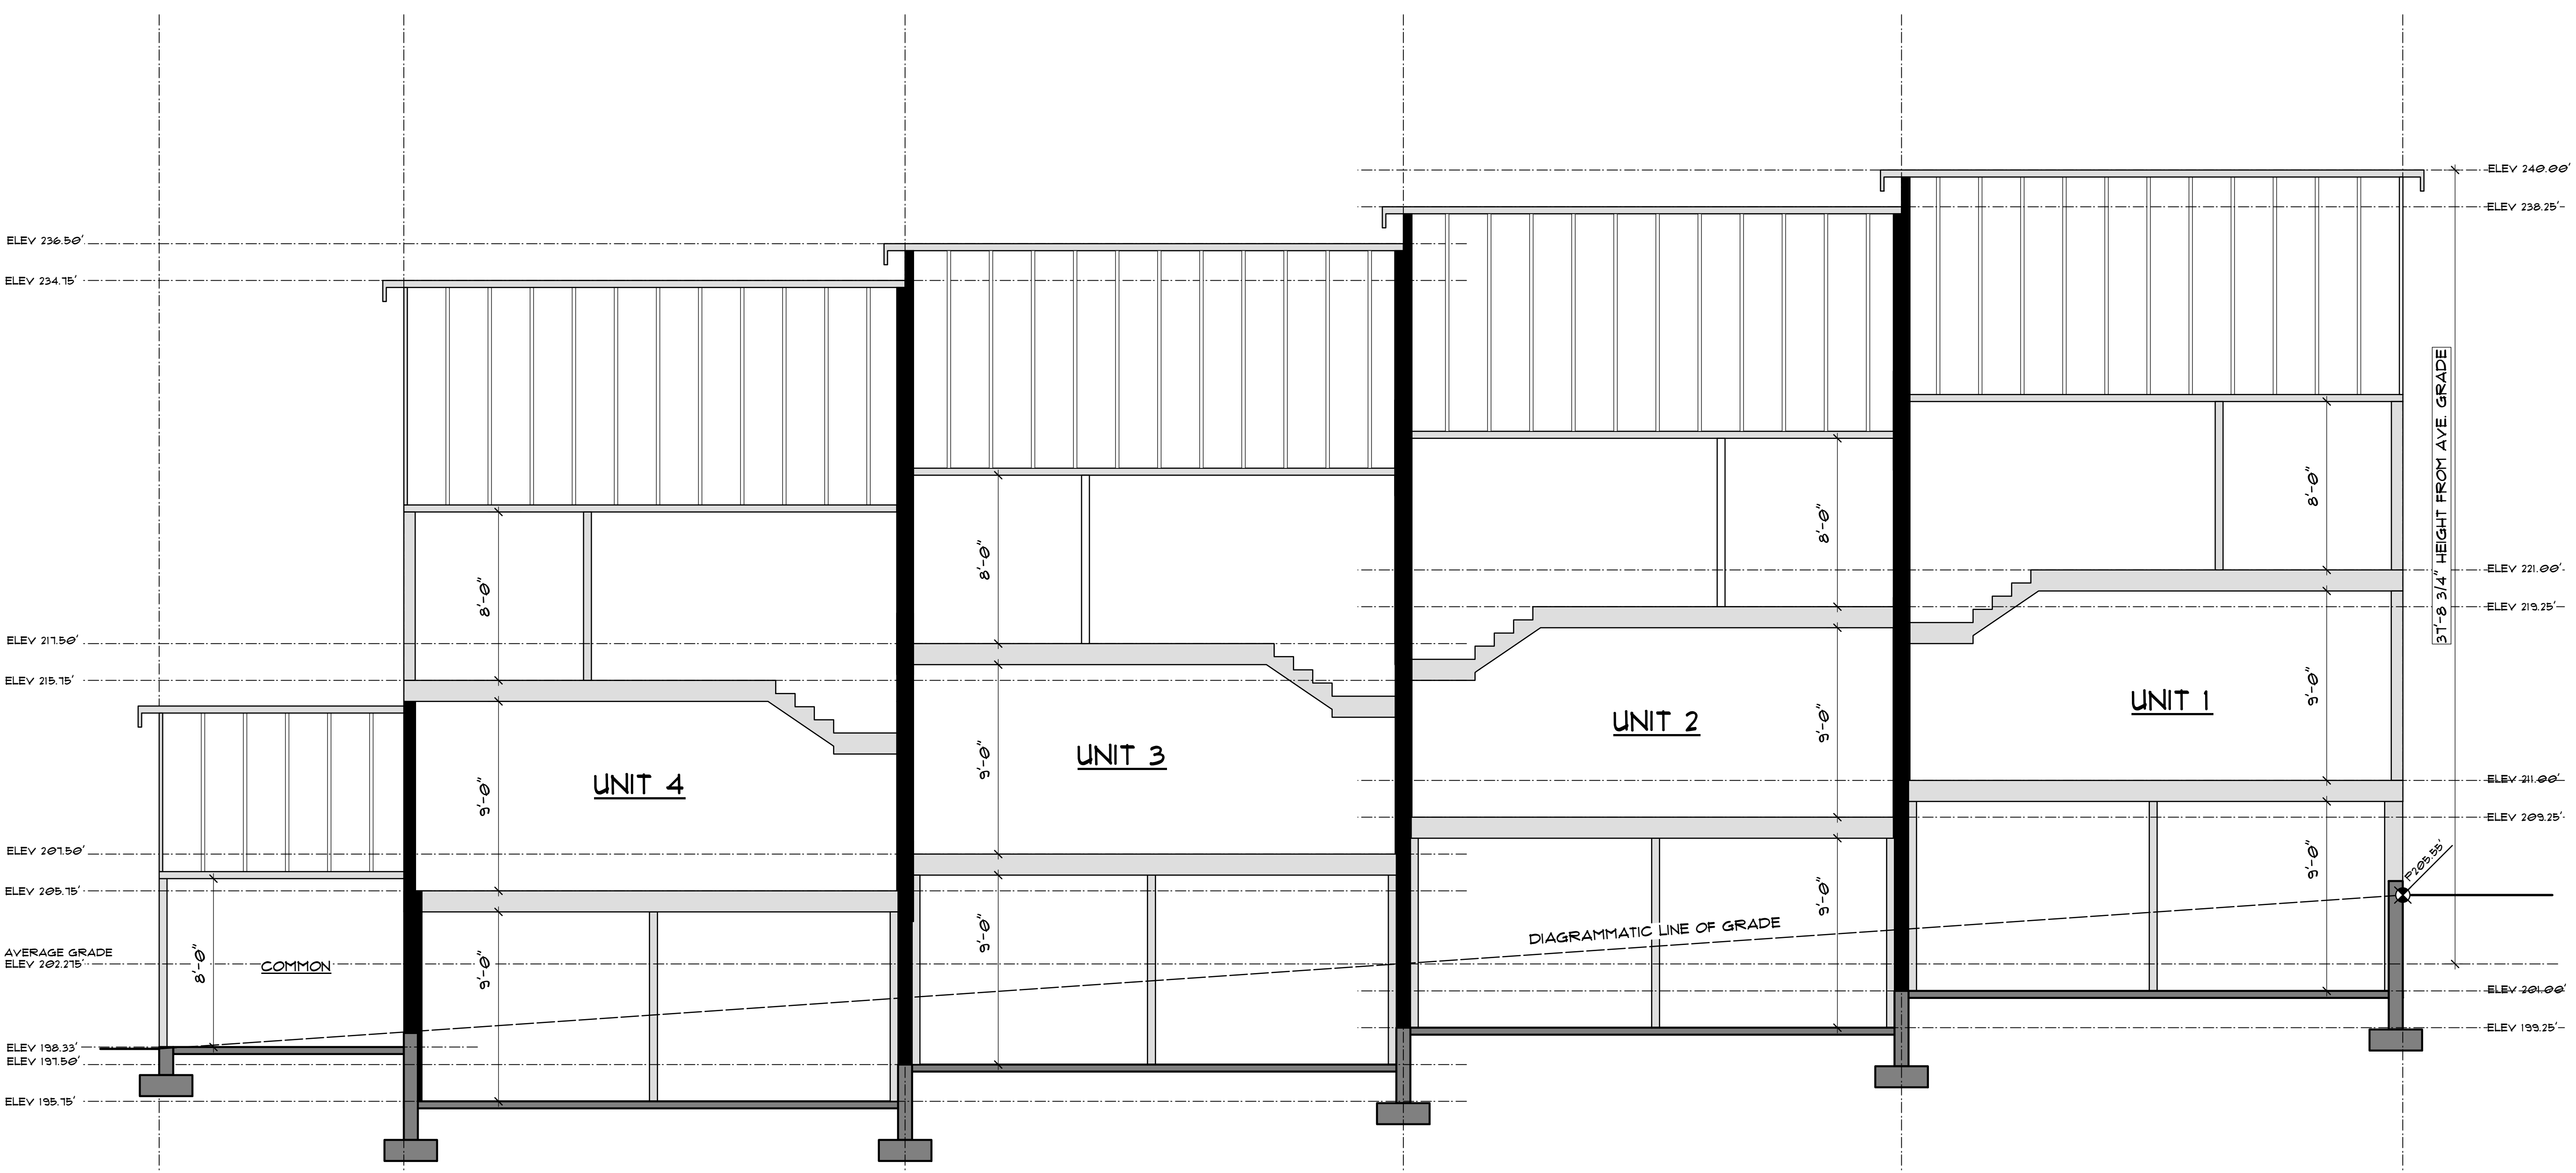 ELEV 240.00'
ELEV 238.25'
ELEV 236.50'
ELEV 234.75'
37'-8 3/4" HEIGHT FROM AVE. GRADE
8'-0"
8'-0"
8'-0"
8'-0"
ELEV 221.00'
ELEV 219.25'
ELEV 217.50'
ELEV 215.75'
UNIT 1
UNIT 2
UNIT 3
UNIT 4
9'-0"
9'-0"
9'-0"
9'-0"
ELEV 211.00'
ELEV 209.25'
ELEV 207.50'
ELEV 205.75'
P205.55'
9'-0"
9'-0"
9'-0"
9'-0"
DIAGRAMMATIC LINE OF GRADE
AVERAGE GRADE
ELEV 202.275'
8'-0"
COMMON
ELEV 201.00'
ELEV 199.25'
ELEV 198.33'
ELEV 197.50'
ELEV 195.75'